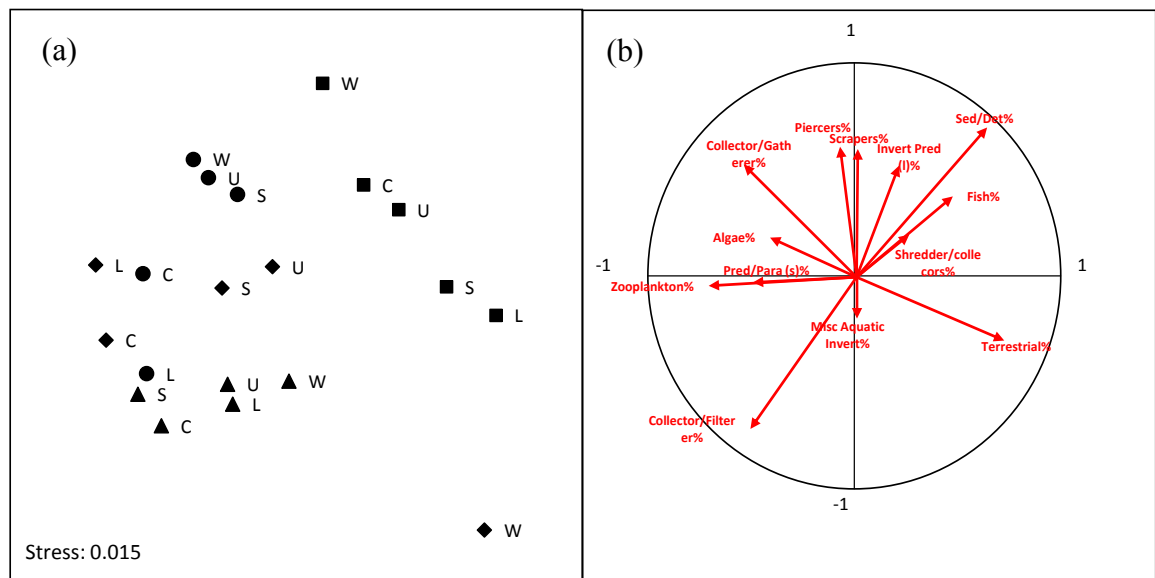 (a)
W
W
U
S
C
U
L
C
U
S
S
L
C
L
S
U
W
L
C
W
Stress: 0.015
(b)
1
Sed/Det%
Piercers%
Scrapers%
Collector/Gath
erer%
Invert Pred
(l)%
Fish%
Algae%
Shredder/colle
cors%
-1
Pred/Para (s)%
1
Zooplankton%
Misc Aquatic
Invert%
Terrestrial%
Collector/Filter
er%
-1